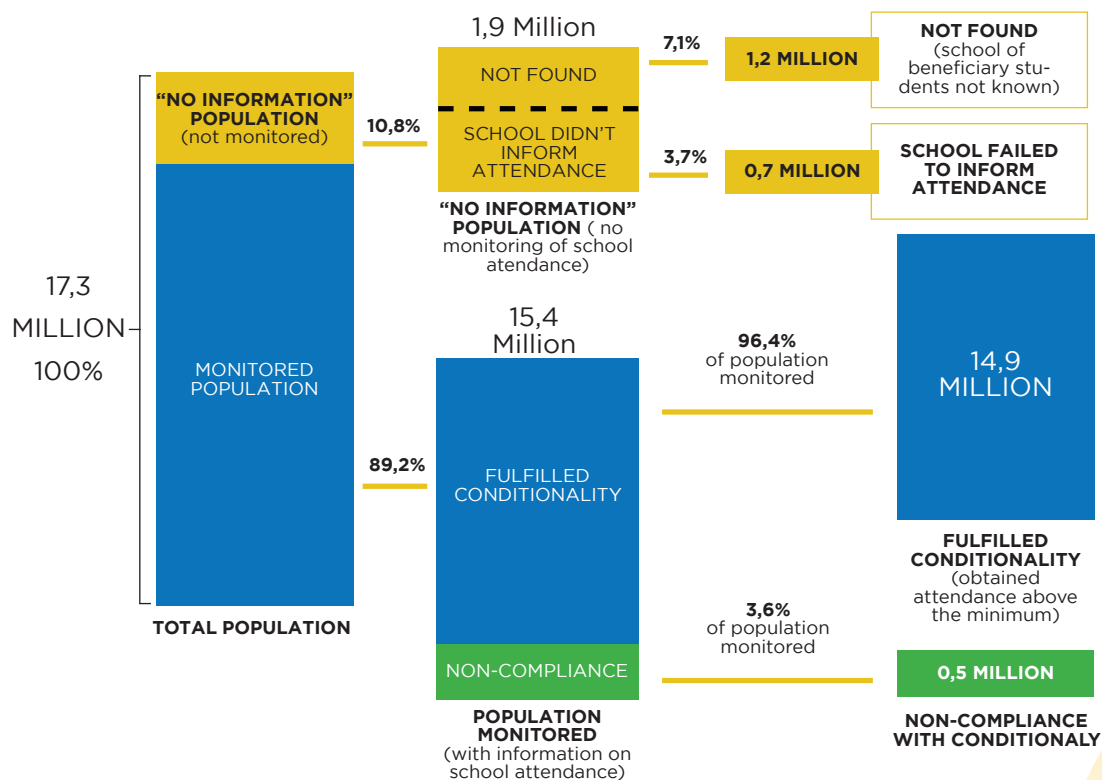 17,3
MILLION
100%
“NO INFORMATION”
POPULATION
(not monitored)
MONITORED
POPULATION
TOTAL POPULATION
10,8%
89,2%
1,9 Million
NOT FOUND
SCHOOL DIDN’T
INFORM
ATTENDANCE
“NO INFORMATION”
POPULATION ( no
monitoring of school
atendance)
15,4
Million
FULFILLED
CONDITIONALITY
NON-COMPLIANCE
POPULATION
MONITORED
(with information on
school attendance)
7,1%
1,2 MILLION
NOT FOUND
(school of
beneficiary stu-
dents not known)
3,7%
0,7 MILLION
SCHOOL FAILED
TO INFORM
ATTENDANCE
96,4%
of population
monitored
14,9
MILLION
FULFILLED
CONDITIONALITY
(obtained
attendance above
the minimum)
3,6%
of population
monitored
0,5 MILLION
NON-COMPLIANCE
WITH CONDITIONALY